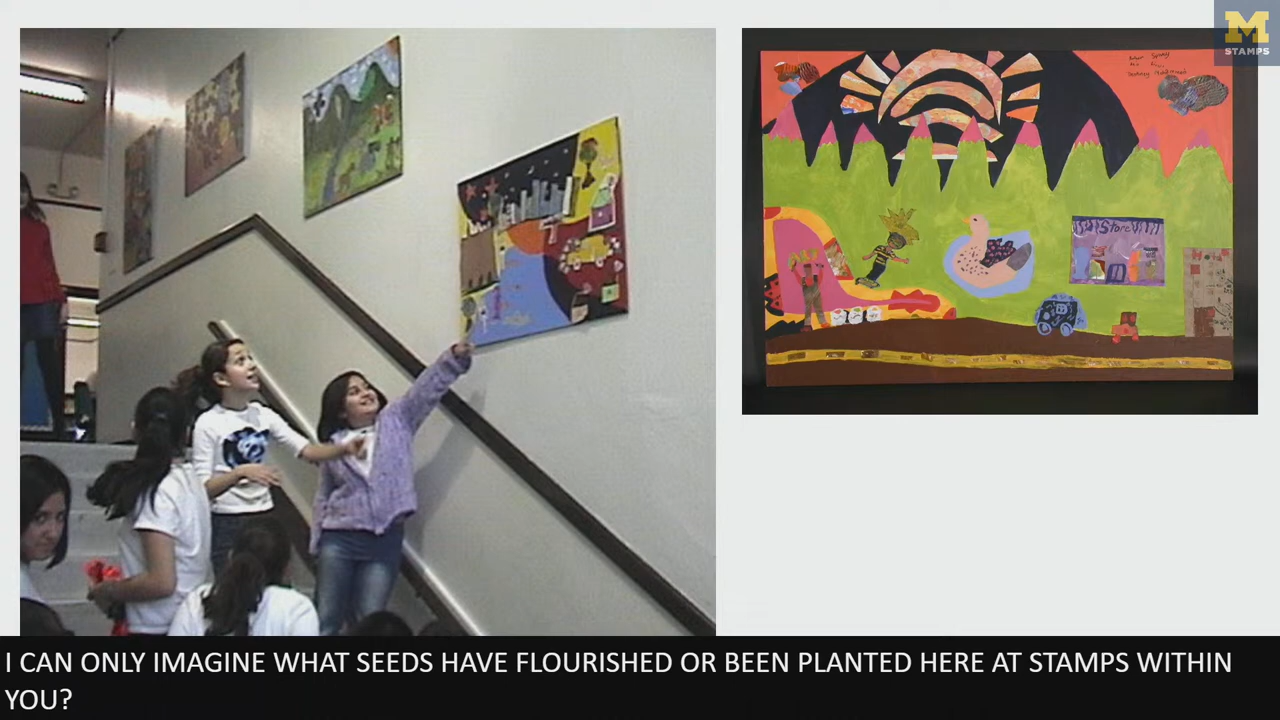 M
STAMPS
Store
I CAN ONLY IMAGINE WHAT SEEDS HAVE FLOURISHED OR BEEN PLANTED HERE AT STAMPS WITHIN
YOU?